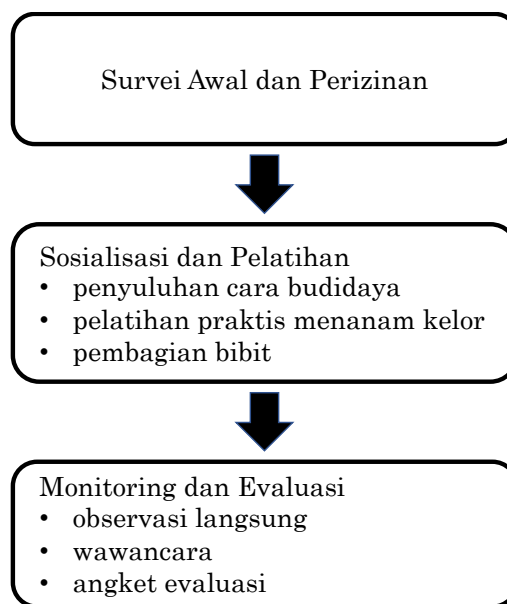 Survei Awal dan Perizinan
Sosialisasi dan Pelatihan
• penyuluhan cara budidaya
• pelatihan praktis menanam kelor
• pembagian bibit
Monitoring dan Evaluasi
• observasi langsung
• wawancara
• angket evaluasi